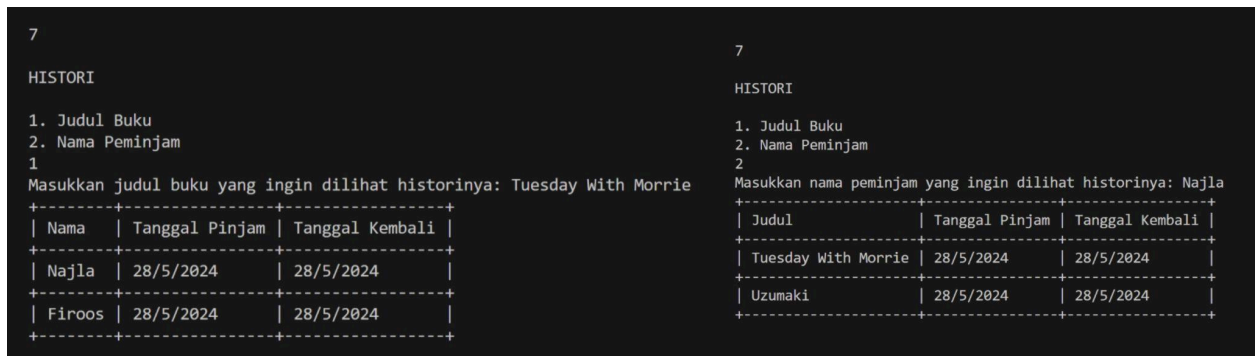 7
HISTORI
1. Judul Buku
2. Nama Peminjam
1
Masukkan judul buku yang ingin dilihat historinya: Tuesday With Morrie
+--------+----------------+-----------------+
| Nama   | Tanggal Pinjam | Tanggal Kembali |
+--------+----------------+-----------------+
| Najla  | 28/5/2024      | 28/5/2024       |
+--------+----------------+-----------------+
| Firoos | 28/5/2024      | 28/5/2024       |
+--------+----------------+-----------------+
7
HISTORI
1. Judul Buku
2. Nama Peminjam
2
Masukkan nama peminjam yang ingin dilihat historinya: Najla
+---------------------+----------------+-----------------+
| Judul               | Tanggal Pinjam | Tanggal Kembali |
+---------------------+----------------+-----------------+
| Tuesday With Morrie | 28/5/2024      | 28/5/2024       |
+---------------------+----------------+-----------------+
| Uzumaki             | 28/5/2024      | 28/5/2024       |
+---------------------+----------------+-----------------+